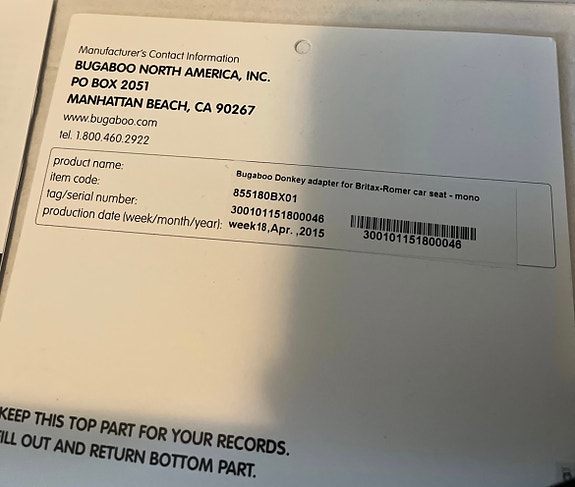 Manufacturer's Contact Information
BUGABOO NORTH AMERICA, INC.
PO BOX 2051
MANHATTAN BEACH, CA 90267
www.bugaboo.com
tel. 1.800.460.2922
product name: Bugaboo Donkey adapter for Britax-Romer car seat - mono
item code: 855180BX01
tag/serial number: 300101151800046
production date (week/month/year): week18,Apr. ,2015
300101151800046
KEEP THIS TOP PART FOR YOUR RECORDS.
FILL OUT AND RETURN BOTTOM PART.